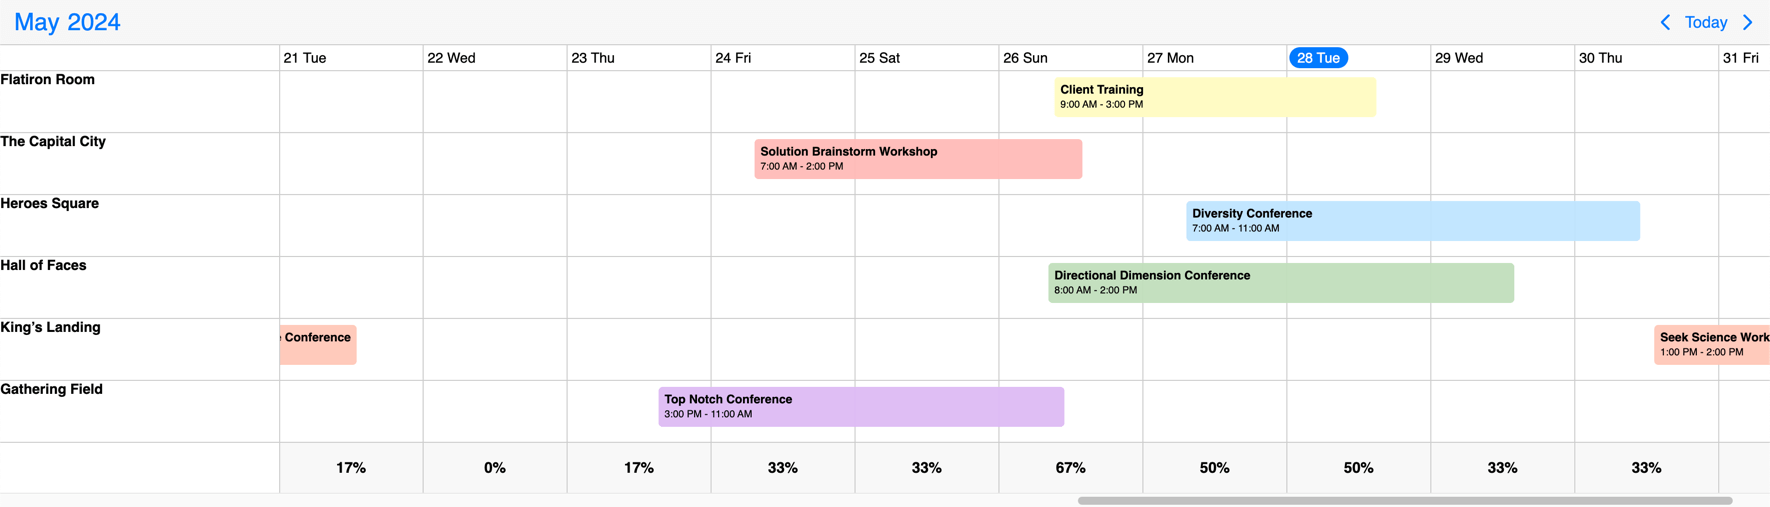 May 2024
Today
21 Tue 22 Wed 23 Thu 24 Fri 25 Sat 26 Sun 27 Mon 28 Tue 29 Wed 30 Thu 31 Fri
Flatiron Room
Client Training
9:00 AM - 3:00 PM
The Capital City
Solution Brainstorm Workshop
7:00 AM - 2:00 PM
Heroes Square
Diversity Conference
7:00 AM - 11:00 AM
Hall of Faces
Directional Dimension Conference
8:00 AM - 2:00 PM
King’s Landing
Conference
Seek Science Work
1:00 PM - 2:00 PM
Gathering Field
Top Notch Conference
3:00 PM - 11:00 AM
17% 0% 17% 33% 33% 67% 50% 50% 33% 33%